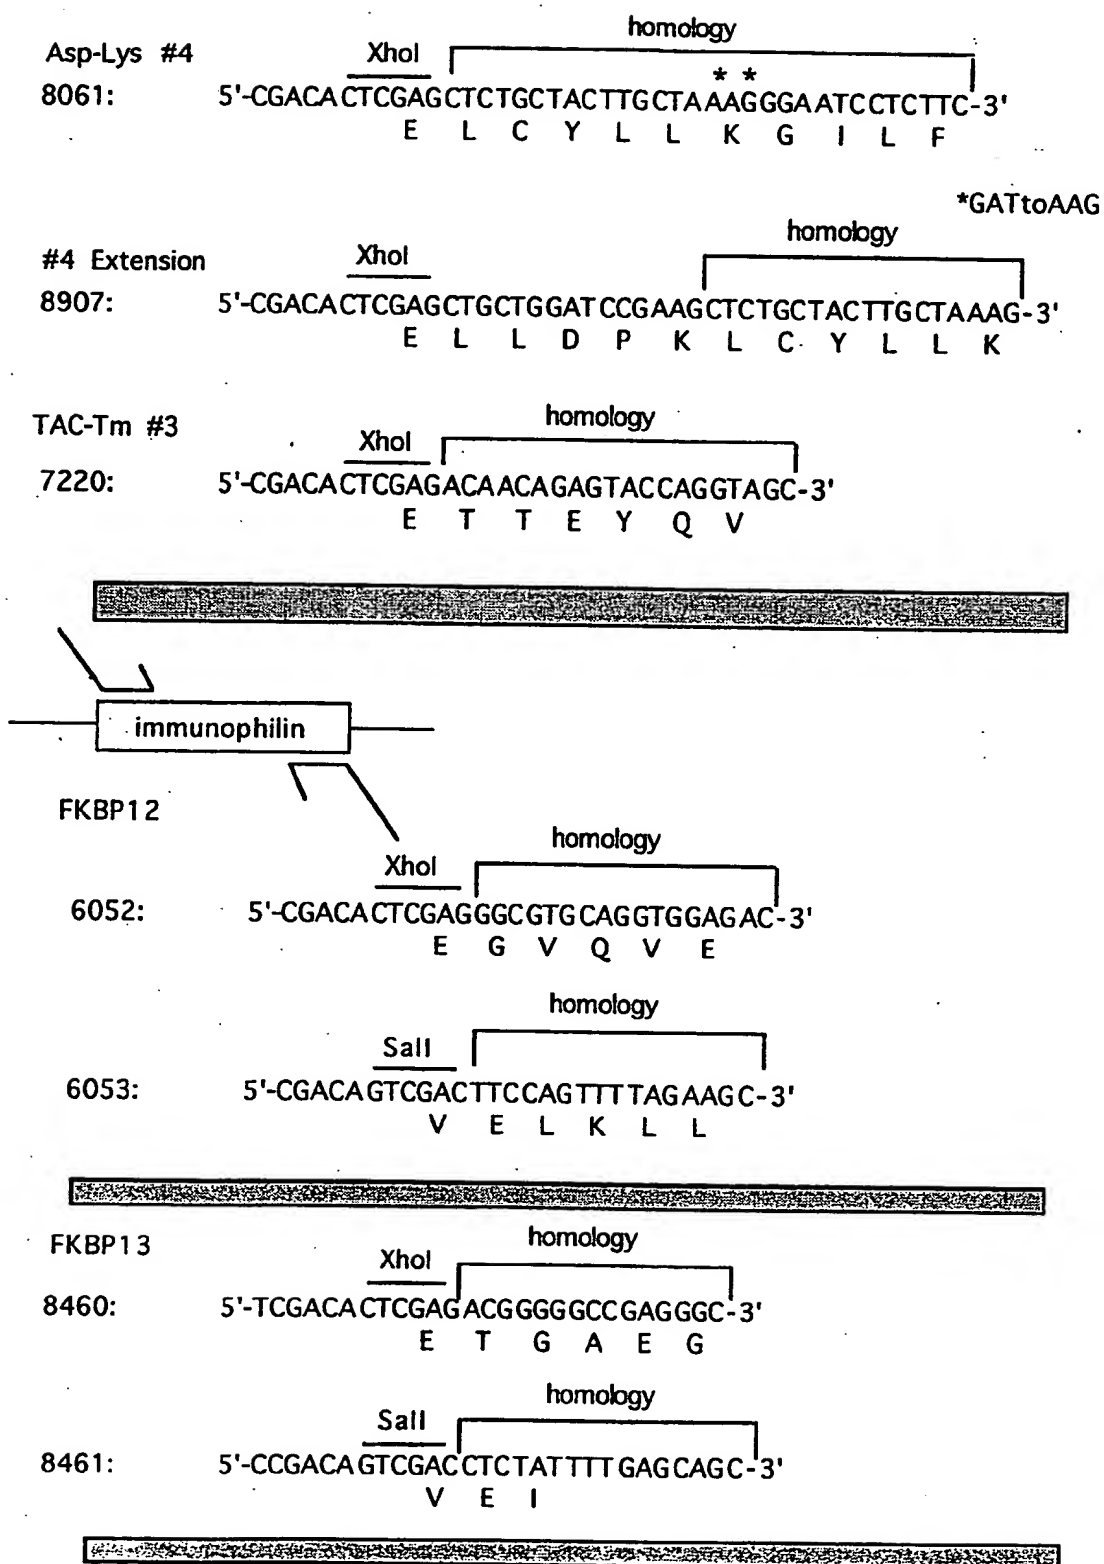 homology
Asp-Lys #4 XhoI
* *
8061: 5'-CGACACTCGAGCTCTGCTACTTGCTAAAGGGAATCCTCTTC-3'
E L C Y L L K G I L F
*GATtoAAG
homology
#4 Extension XhoI
8907: 5'-CGACACTCGAGCTGCTGGATCCGAAGCTCTGCTACTTGCTAAAG-3'
E L L D P K L C Y L L K
TAC-Tm #3 homology
XhoI
7220: 5'-CGACACTCGAGACAACAGAGTACCAGGTAGC-3'
E T T E Y Q V
immunophilin
FKBP12
homology
XhoI
6052: 5'-CGACACTCGAGGGCGTGCAGGTGGAGAC-3'
E G V Q V E
homology
SalI
6053: 5'-CGACAGTCGACTTCCAGTTTTAGAAGC-3'
V E L K L L
FKBP13 homology
XhoI
8460: 5'-TCGACACTCGAGACGGGGGCCGAGGGC-3'
E T G A E G
homology
SalI
8461: 5'-CCGACAGTCGACCTCTATTTTGAGCAGC-3'
V E I